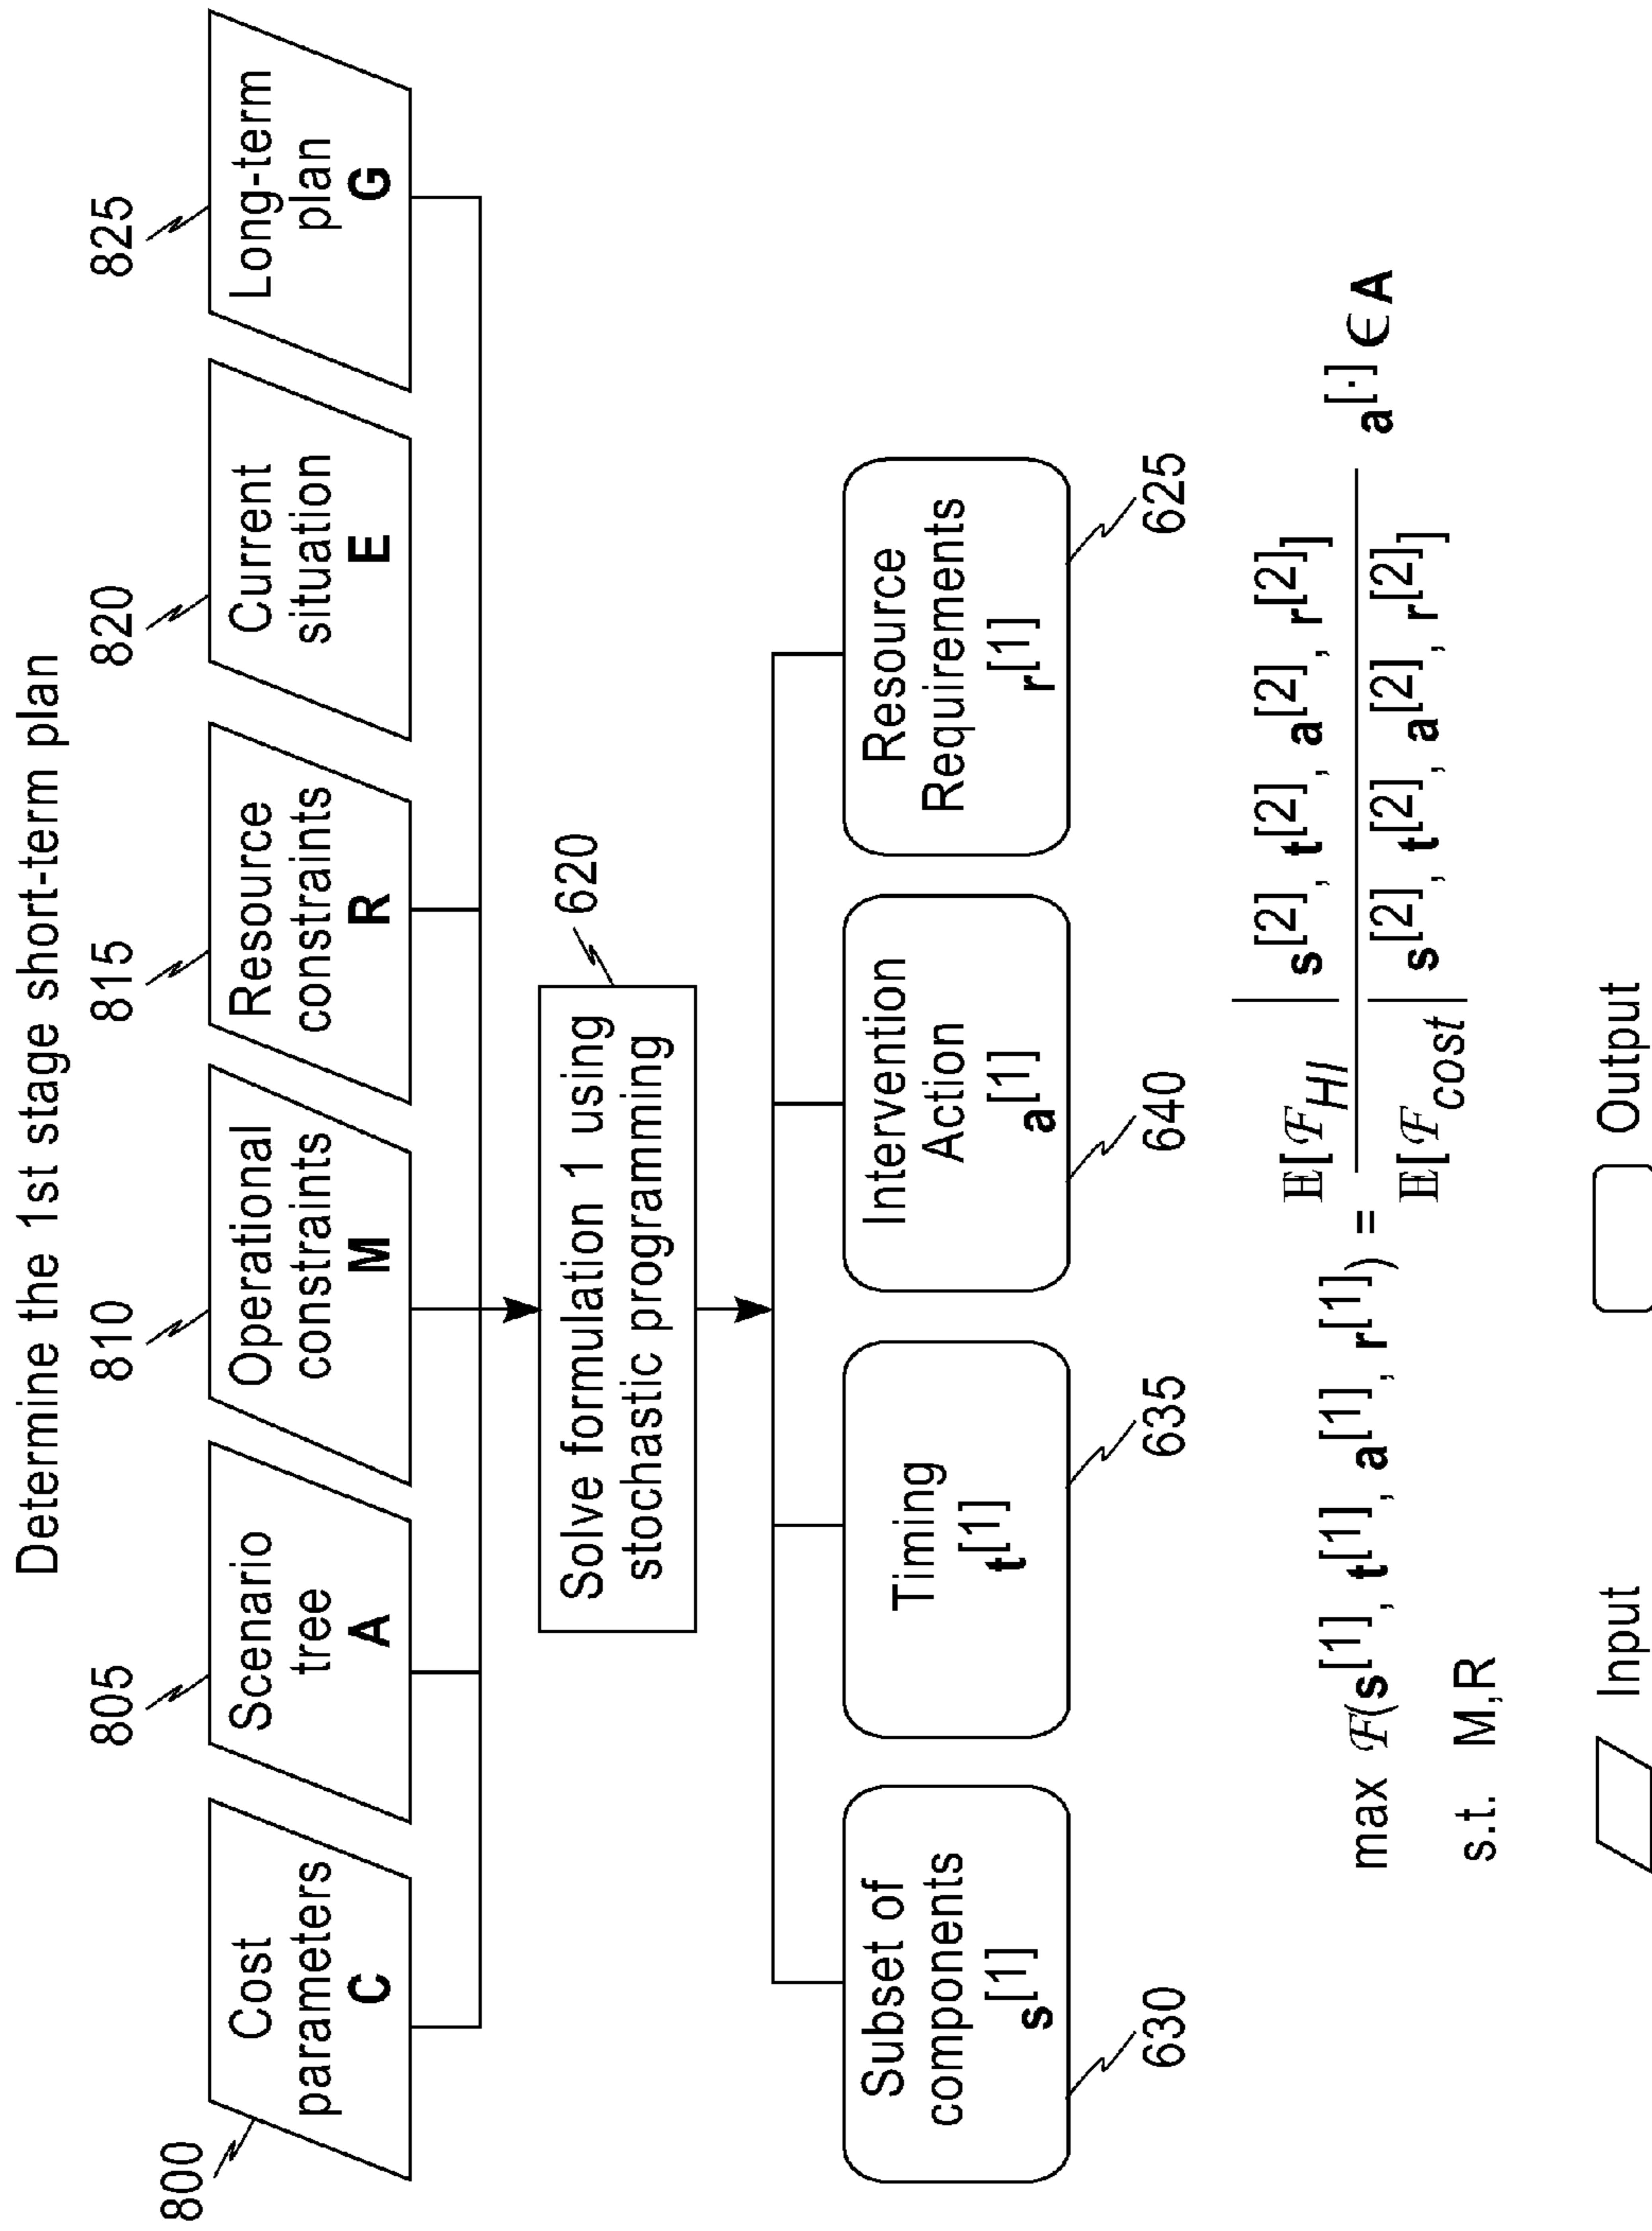 Determine the 1st stage short-term plan
800
805
810
815
820
825
Cost
parameters
C
Scenario
tree
A
Operational
constraints
M
Resource
constraints
R
Current
situation
E
Long-term
plan
G
Solve formulation 1 using
stochastic programming
620
Subset of
components
s[1]
Timing
t[1]
Intervention
Action
a[1]
Resource
Requirements
r[1]
630
635
640
625
max ℱ(s[1], t[1], a[1], r[1]) = 𝔼[ℱHI | s[2], t[2], a[2], r[2]] / 𝔼[ℱcost | s[2], t[2], a[2], r[2]] a[·] ∈ A
s.t. M,R
Input
Output